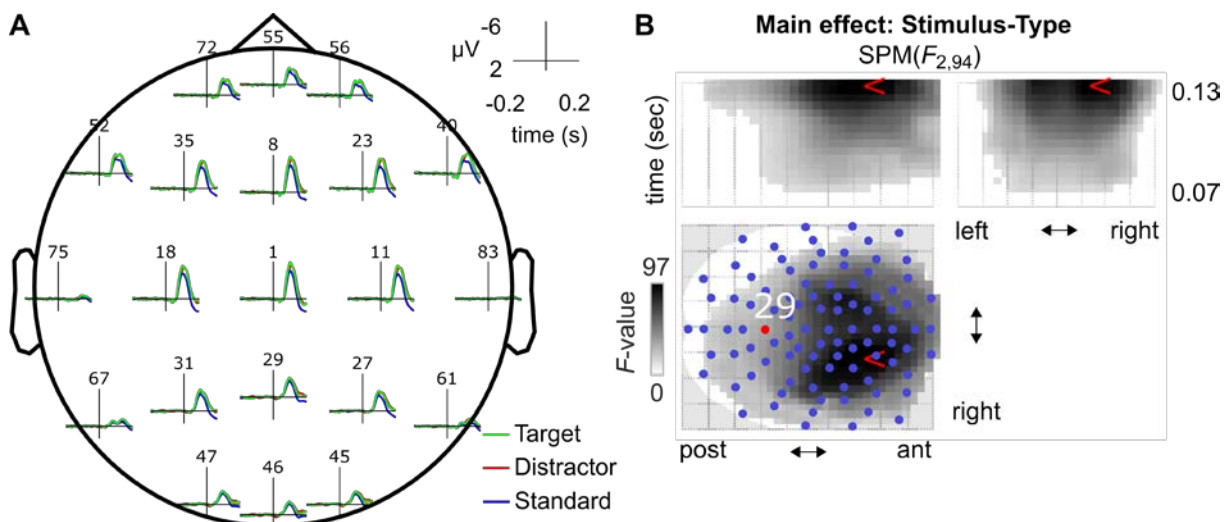 A
-6
µV
2
-0.2 0.2
time (s)
72 55 56
52 35 8 23 40
75 18 1 11 83
67 31 29 27 61
47 46 45
Target
Distractor
Standard
B
Main effect: Stimulus-Type
SPM(F2,94)
time (sec)
0.13
0.07
left right
97
F-value
0
29
<
<
<
right
post ant